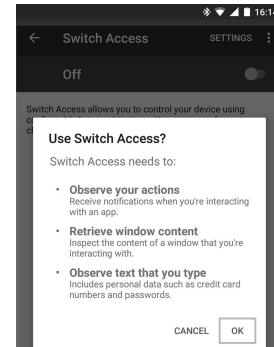 16:14
Switch Access SETTINGS
Off
Switch Access allows you to control your device using
Use Switch Access?
Switch Access needs to:
• Observe your actions
Receive notifications when you're interacting
with an app.
• Retrieve window content
Inspect the content of a window that you're
interacting with.
• Observe text that you type
Includes personal data such as credit card
numbers and passwords.
CANCEL OK